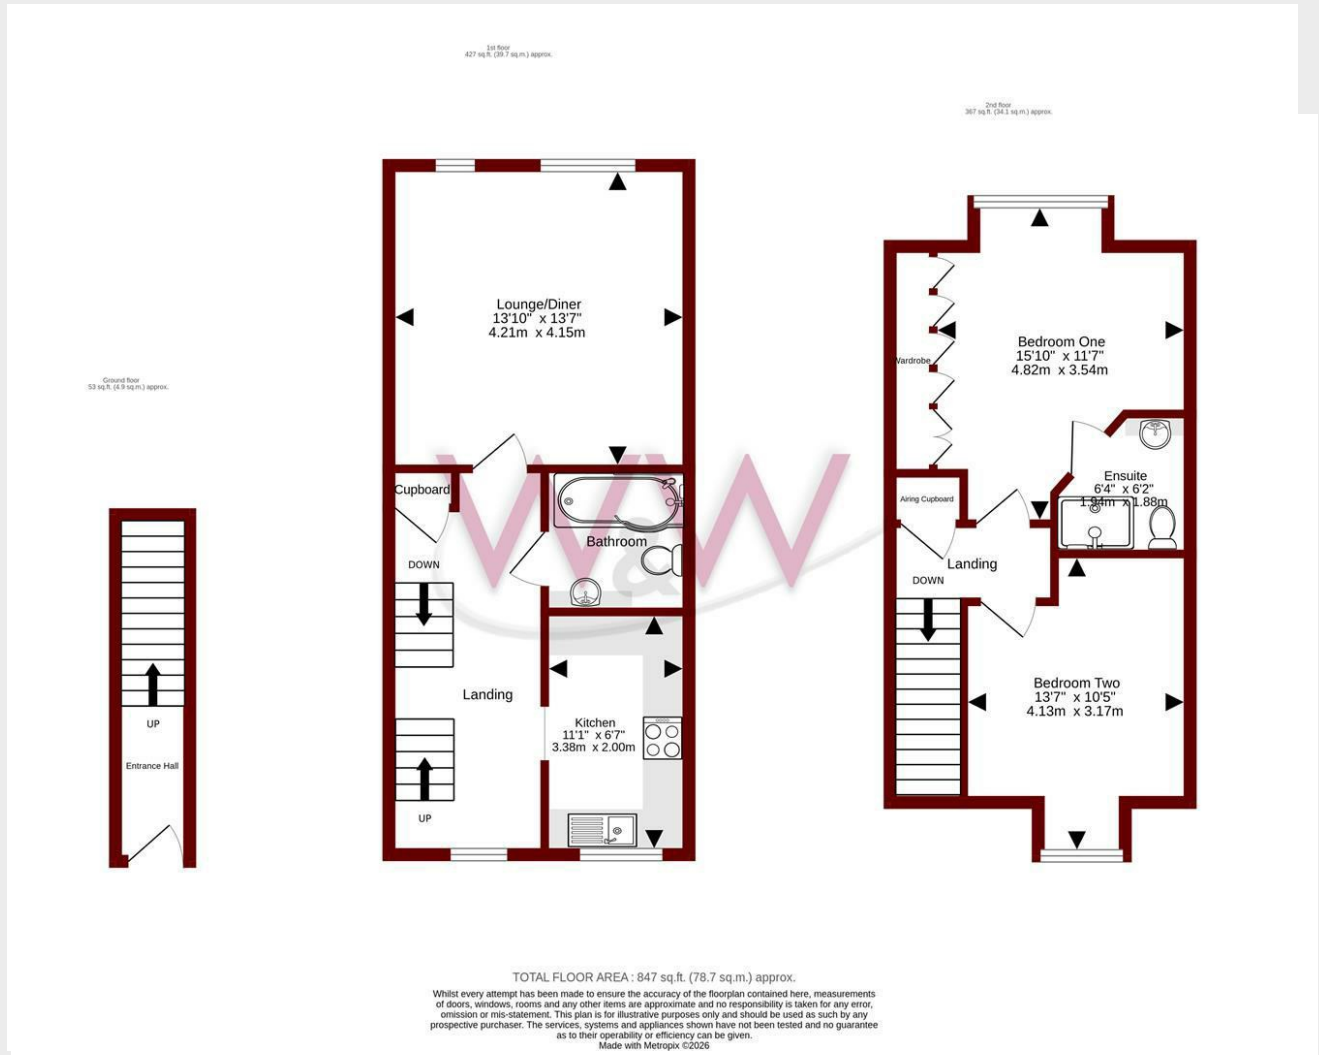 1st floor
427 sq.ft. (39.7 sq.m.) approx.
2nd floor
367 sq.ft. (34.1 sq.m.) approx.
Ground floor
53 sq.ft. (4.9 sq.m.) approx.
UP
Entrance Hall
Lounge/Diner
13'10" x 13'7"
4.21m x 4.15m
Cupboard
DOWN
Bathroom
Landing
UP
Kitchen
11'1" x 6'7"
3.38m x 2.00m
W&W
Wardrobe
Bedroom One
15'10" x 11'7"
4.82m x 3.54m
Ensuite
6'4" x 6'2"
1.94m x 1.88m
Airing Cupboard
Landing
DOWN
Bedroom Two
13'7" x 10'5"
4.13m x 3.17m
TOTAL FLOOR AREA : 847 sq.ft. (78.7 sq.m.) approx.
Whilst every attempt has been made to ensure the accuracy of the floorplan contained here, measurements
of doors, windows, rooms and any other items are approximate and no responsibility is taken for any error,
omission or mis-statement. This plan is for illustrative purposes only and should be used as such by any
prospective purchaser. The services, systems and appliances shown have not been tested and no guarantee
as to their operability or efficiency can be given.
Made with Metropix ©2026